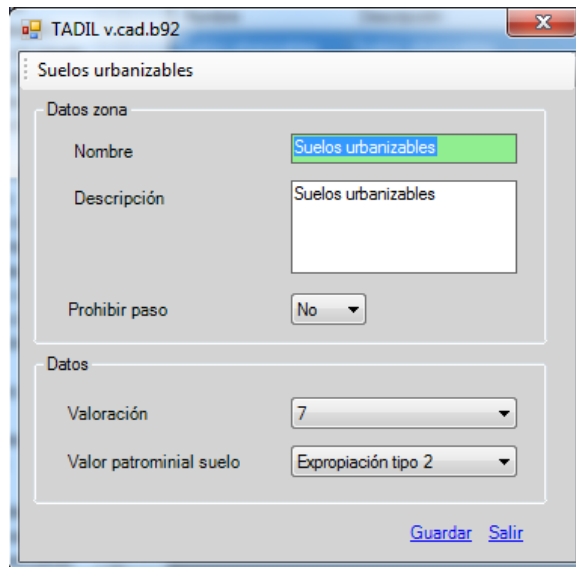 TADIL v.cad.b92
Suelos urbanizables
Datos zona
Nombre
Suelos urbanizables
Descripción
Suelos urbanizables
Prohibir paso
No
Datos
Valoración
7
Valor patrominial suelo
Expropiación tipo 2
Guardar Salir